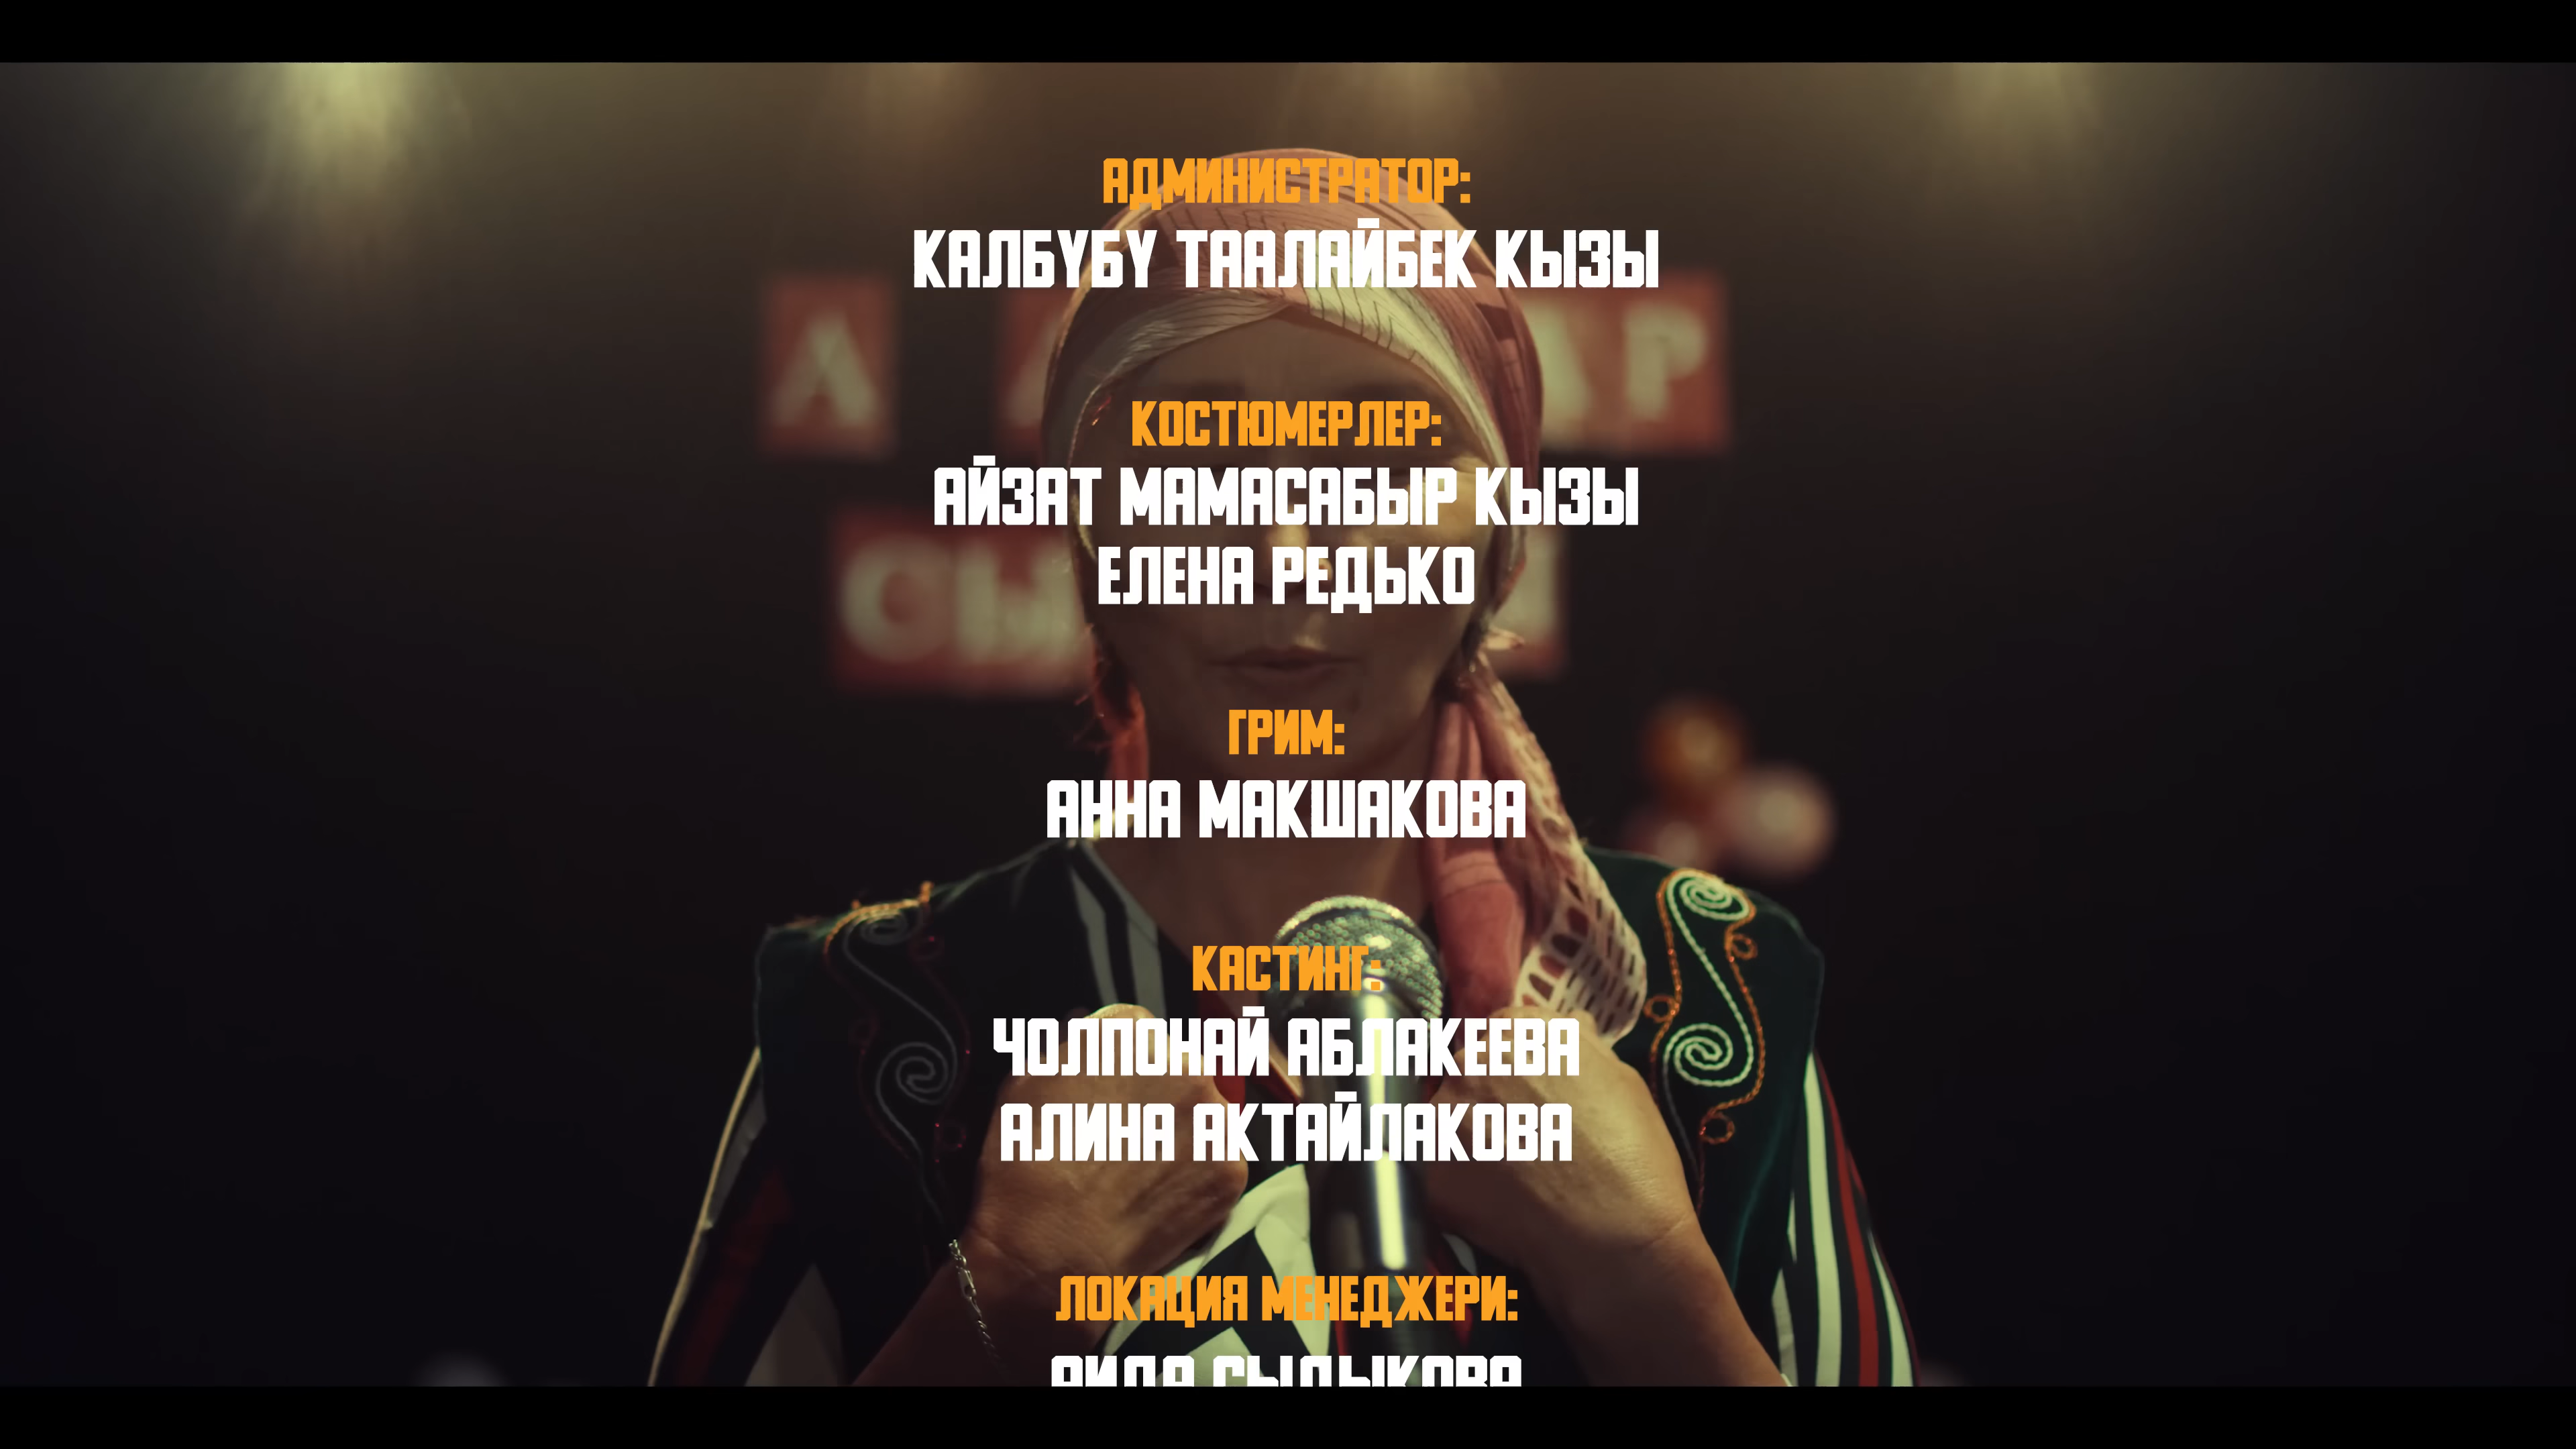 АДМИНИСТРАТОР:
КАЛБҮБҮ ТААЛАЙБЕК КЫЗЫ
КОСТЮМЕРЛЕР:
АЙЗАТ МАМАСАБЫР КЫЗЫ
ЕЛЕНА РЕДЬКО
ГРИМ:
АННА МАКШАКОВА
КАСТИНГ:
ЧОЛПОНАЙ АБЛАКЕЕВА
АЛИНА АКТАЙЛАКОВА
ЛОКАЦИЯ МЕНЕДЖЕРИ: